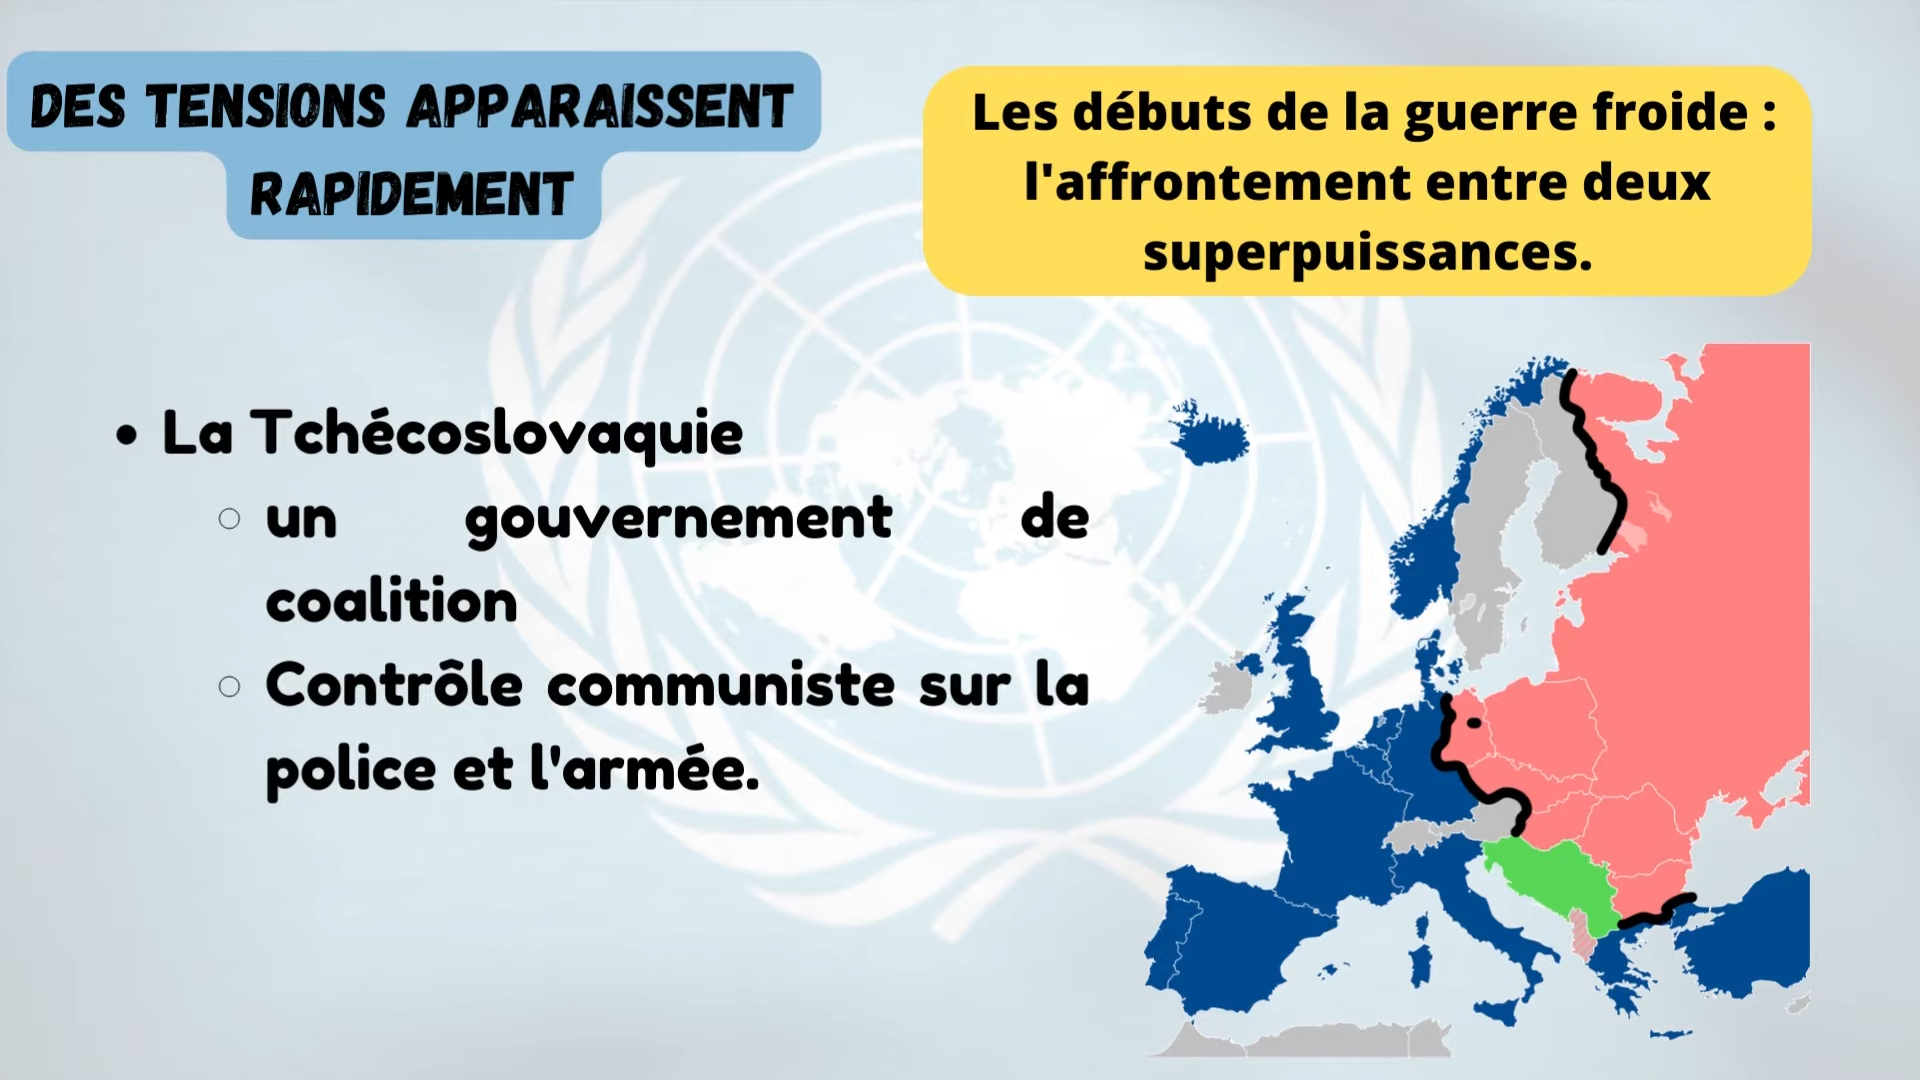 DES TENSIONS APPARAISSENT
RAPIDEMENT
Les débuts de la guerre froide :
l'affrontement entre deux
superpuissances.
• La Tchécoslovaquie
○ un gouvernement de
coalition
○ Contrôle communiste sur la
police et l'armée.